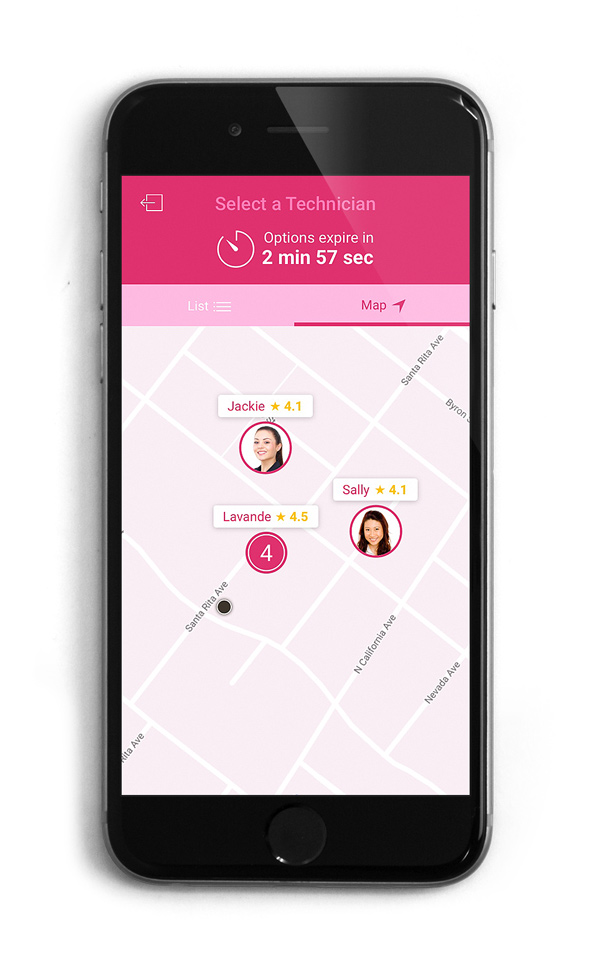 Select a Technician
Options expire in
2 min 57 sec
List
Map
Santa Rita Ave
Byron
Jackie ★ 4.1
Sally ★ 4.1
Lavande ★ 4.5
4
Santa Rita Ave
N California Ave
Nevada Ave
Rita Ave